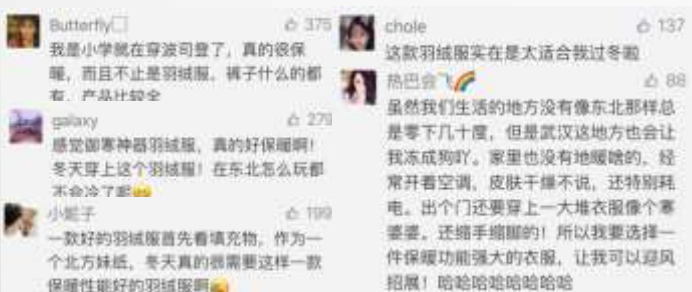 Butterfly 375
我是小学就在穿波司登了，真的很保
暖，而且不止是羽绒服，裤子什么的都
有，产品比较全
galaxy 279
感觉御寒神器羽绒服，真的好保暖啊！
冬天穿上这个羽绒服！在东北怎么玩都
不会冷了呢
小妮子 199
一款好的羽绒服首先看填充物，作为一
个北方妹纸，冬天真的很需要这样一款
保暖性能好的羽绒服啊
chole 137
这款羽绒服实在是太适合我过冬啦
热巴会飞 88
虽然我们生活的地方没有像东北那样总
是零下几十度，但是武汉这地方也会让
我冻成狗吖。家里也没有地暖啥的，经
常开着空调，皮肤干燥不说，还特别耗
电。出个门还要穿上一大堆衣服像个寒
婆婆。还缩手缩脚的！所以我要选择一
件保暖功能强大的衣服，让我可以迎风
招展！哈哈哈哈哈哈哈哈